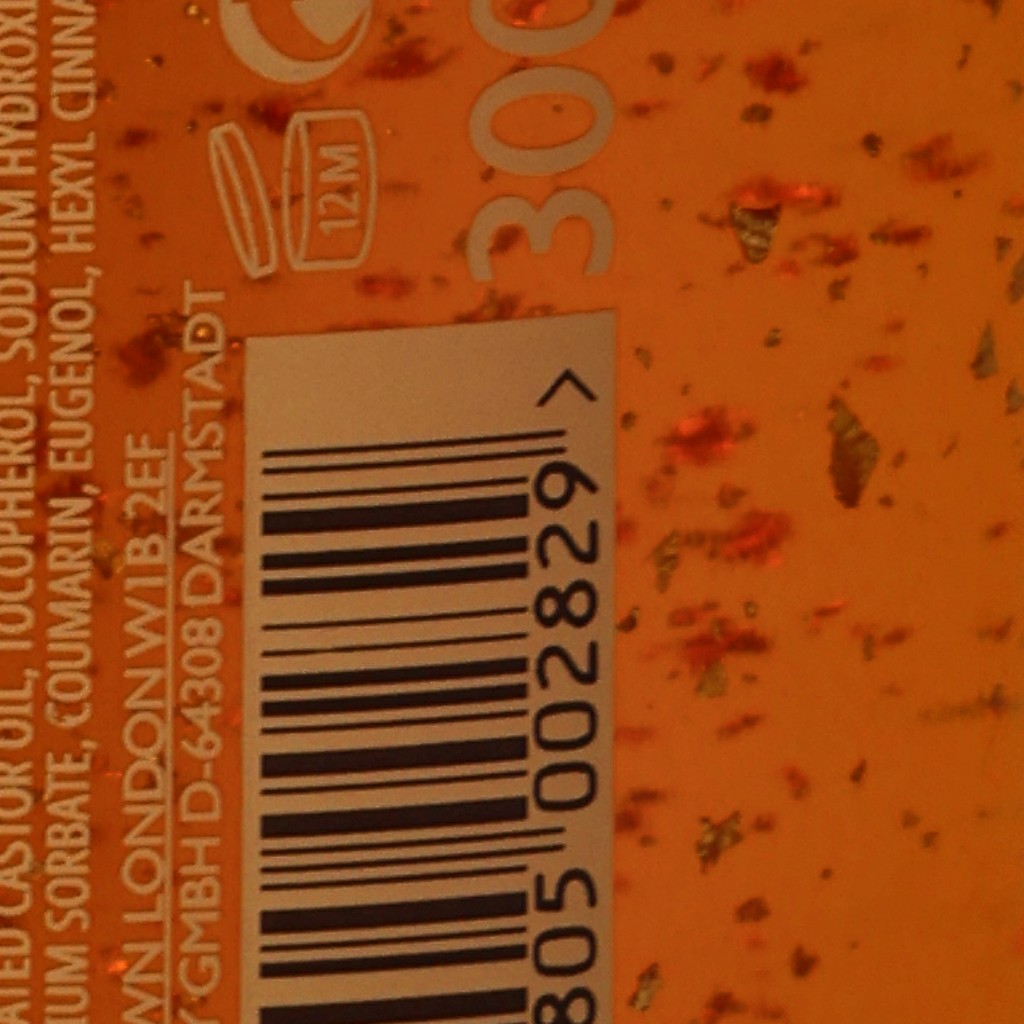 ATED CASTOR OIL, TOCOPHEROL, SODIUM HYDROXI
IUM SORBATE, COUMARIN, EUGENOL, HEXYL CINNA
WN LONDON W1B 2EF
Y GMBH D-64308 DARMSTADT
12M
300
805 002829 >